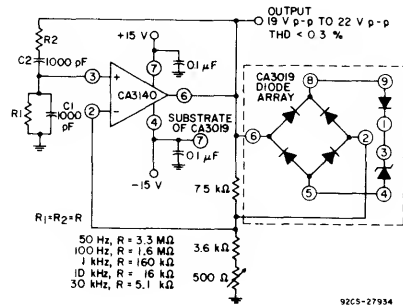 OUTPUT
19 V p-p TO 22 V p-p
THD < 0.3 %
+15 V
R2
C2
1000 pF
7
0.1 µF
CA3019
DIODE
ARRAY
8
9
3
+
CA3140
6
2
−
R1
C1
1000
pF
4
SUBSTRATE
OF CA3019
7
0.1 µF
−15 V
6
2
1
3
5
4
7.5 kΩ
R1=R2=R
50 Hz, R = 3.3 MΩ
100 Hz, R = 1.6 MΩ
1 kHz, R = 160 KΩ
10 kHz, R = 16 KΩ
30 kHz, R = 5.1 kΩ
3.6 kΩ
500 Ω
92CS-27934